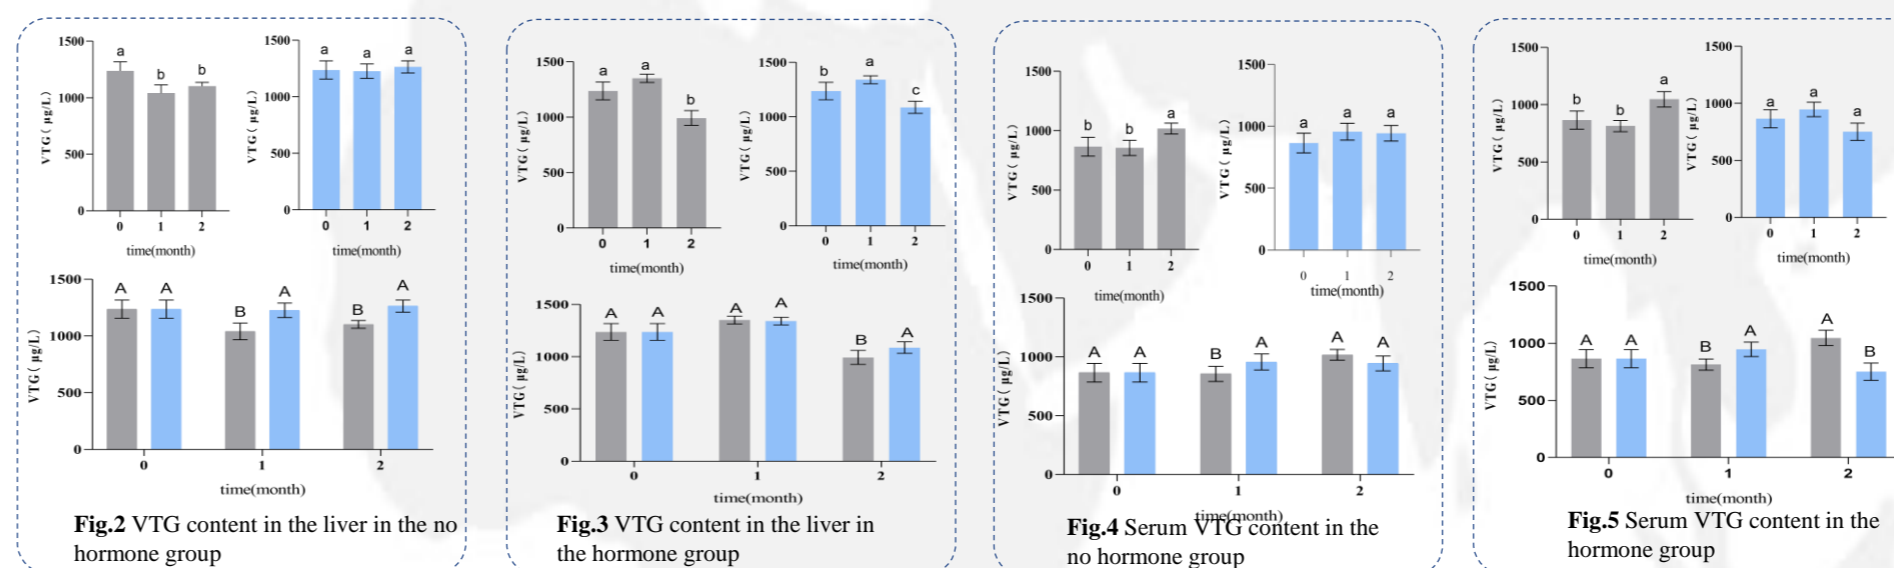 1500
1000
500
0
VTG ( μg/L)
a
b
b
0
1
2
time(month)
1500
1000
500
0
VTG ( μg/L)
a
a
a
0
1
2
time(month)
1500
1000
500
0
VTG ( μg/L)
A
A
B
A
B
A
0
1
2
time(month)
Fig.2 VTG content in the liver in the no
hormone group
1500
1000
500
0
VTG ( μg/L)
a
a
b
0
1
2
time(month)
1500
1000
500
0
VTG ( μg/L)
b
a
c
0
1
2
time(month)
1500
1000
500
0
VTG ( μg/L)
A
A
A
A
B
A
0
1
2
time(month)
Fig.3 VTG content in the liver in
the hormone group
1500
1000
500
0
VTG ( μg/L)
b
b
a
0
1
2
time(month)
1500
1000
500
0
VTG ( μg/L)
a
a
a
0
1
2
time(month)
1500
1000
500
0
VTG ( μg/L)
A
A
B
A
A
A
0
1
2
time(month)
Fig.4 Serum VTG content in the
no hormone group
1500
1000
500
0
VTG ( μg/L)
b
b
a
0
1
2
time(month)
1500
1000
500
0
VTG ( μg/L)
a
a
a
0
1
2
time(month)
1500
1000
500
0
VTG ( μg/L)
A
A
B
A
A
B
0
1
2
time(month)
Fig.5 Serum VTG content in the
hormone group